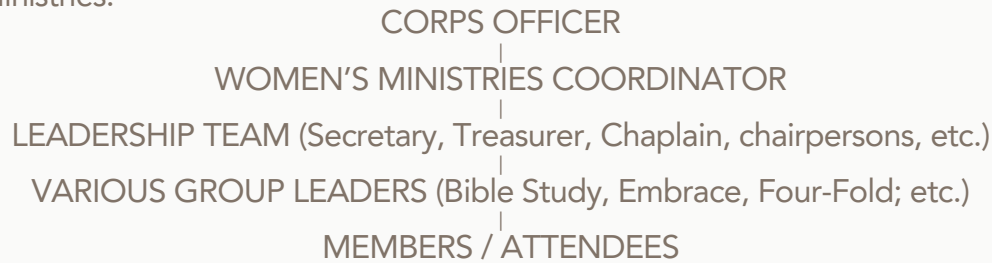 CORPS OFFICER
WOMEN’S MINISTRIES COORDINATOR
LEADERSHIP TEAM (Secretary, Treasurer, Chaplain, chairpersons, etc.)
VARIOUS GROUP LEADERS (Bible Study, Embrace, Four-Fold; etc.)
MEMBERS / ATTENDEES